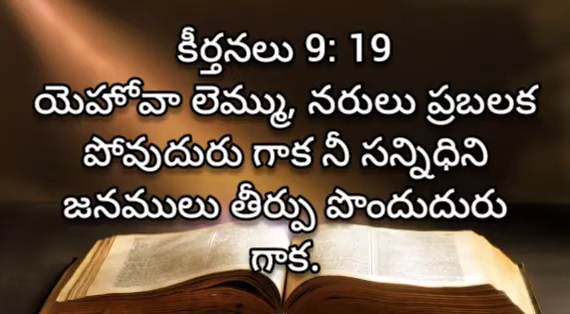 కీర్తనలు 9: 19
యెహోవా లెమ్ము, నరులు ప్రబలక
పోవుదురు గాక నీ సన్నిధిని
జనములు తీర్పు పొందుదురు
గాక.